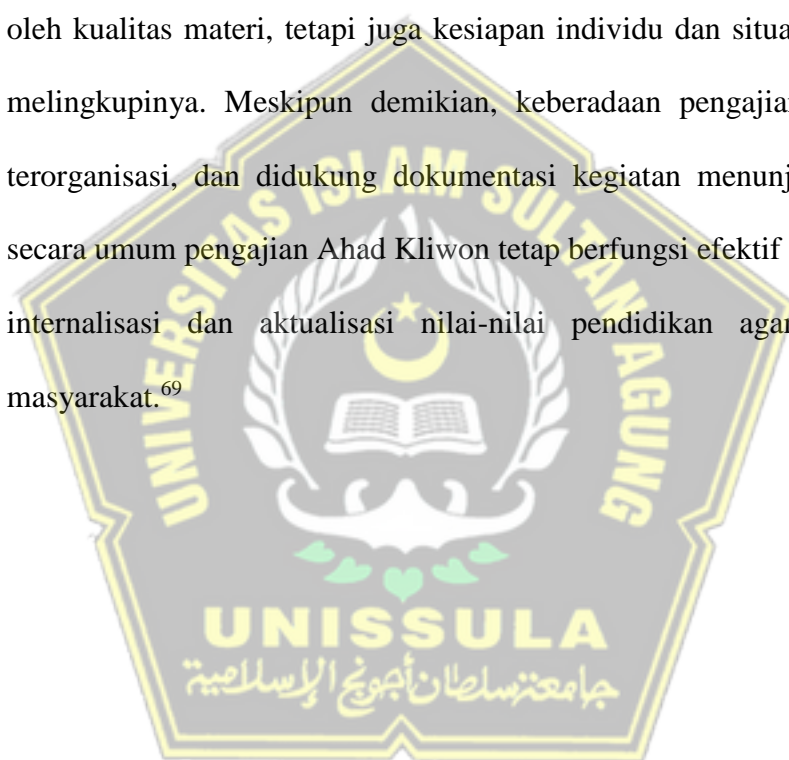 oleh kualitas materi, tetapi juga kesiapan individu dan situa
melingkupinya. Meskipun demikian, keberadaan pengajian
terorganisasi, dan didukung dokumentasi kegiatan menunj
secara umum pengajian Ahad Kliwon tetap berfungsi efektif
internalisasi dan aktualisasi nilai-nilai pendidikan agar
masyarakat.69
UNIVERSITAS ISLAM SULTAN AGUNG
UNISSULA
جامعة سلطان أجونج الإسلامية